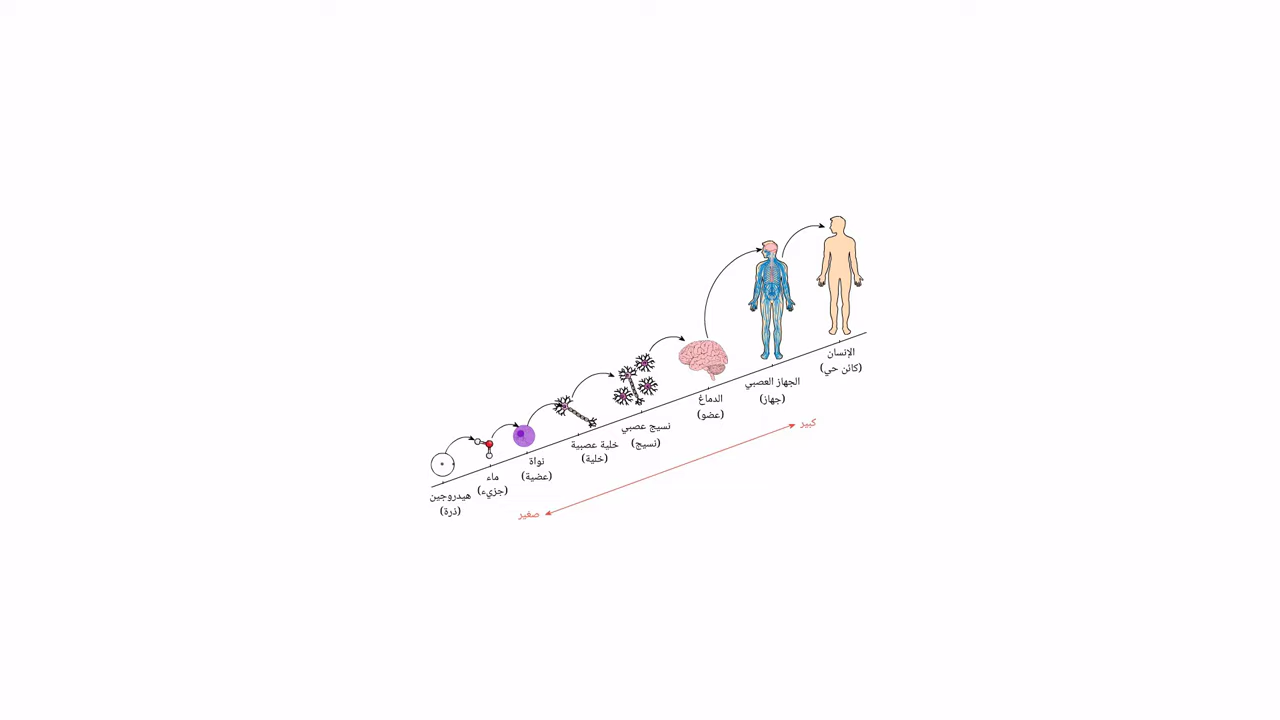 الإنسان
(كائن حي)
الجهاز العصبي
(جهاز)
الدماغ
(عضو)
نسيج عصبي
(نسيج)
خلية عصبية
(خلية)
نواة
(عضية)
ماء
(جزيء)
هيدروجين
(ذرة)
كبير
صغير